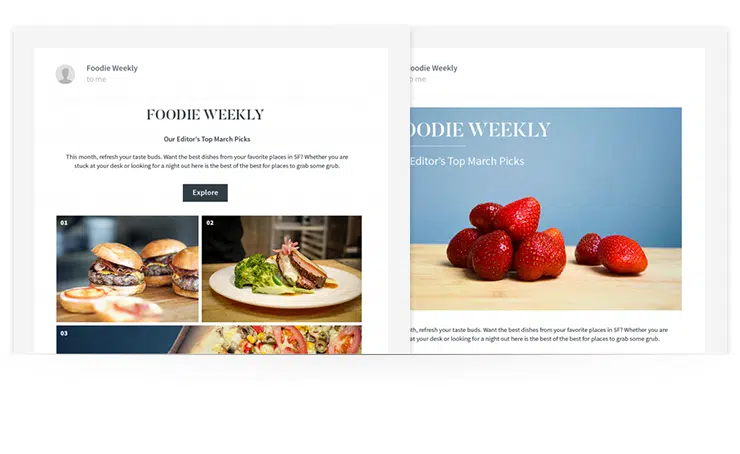 Foodie Weekly
to me
FOODIE WEEKLY
Our Editor's Top March Picks
This month, refresh your taste buds. Want the best dishes from your favorite places in SF? Whether you are
stuck at your desk or looking for a night out here is the best of the best for places to grab some grub.
Explore
01
02
03
oodie Weekly
o me
OODIE WEEKLY
Editor's Top March Picks
th, refresh your taste buds. Want the best dishes from your favorite places in SF? Whether you are
at your desk or looking for a night out here is the best of the best for places to grab some grub.